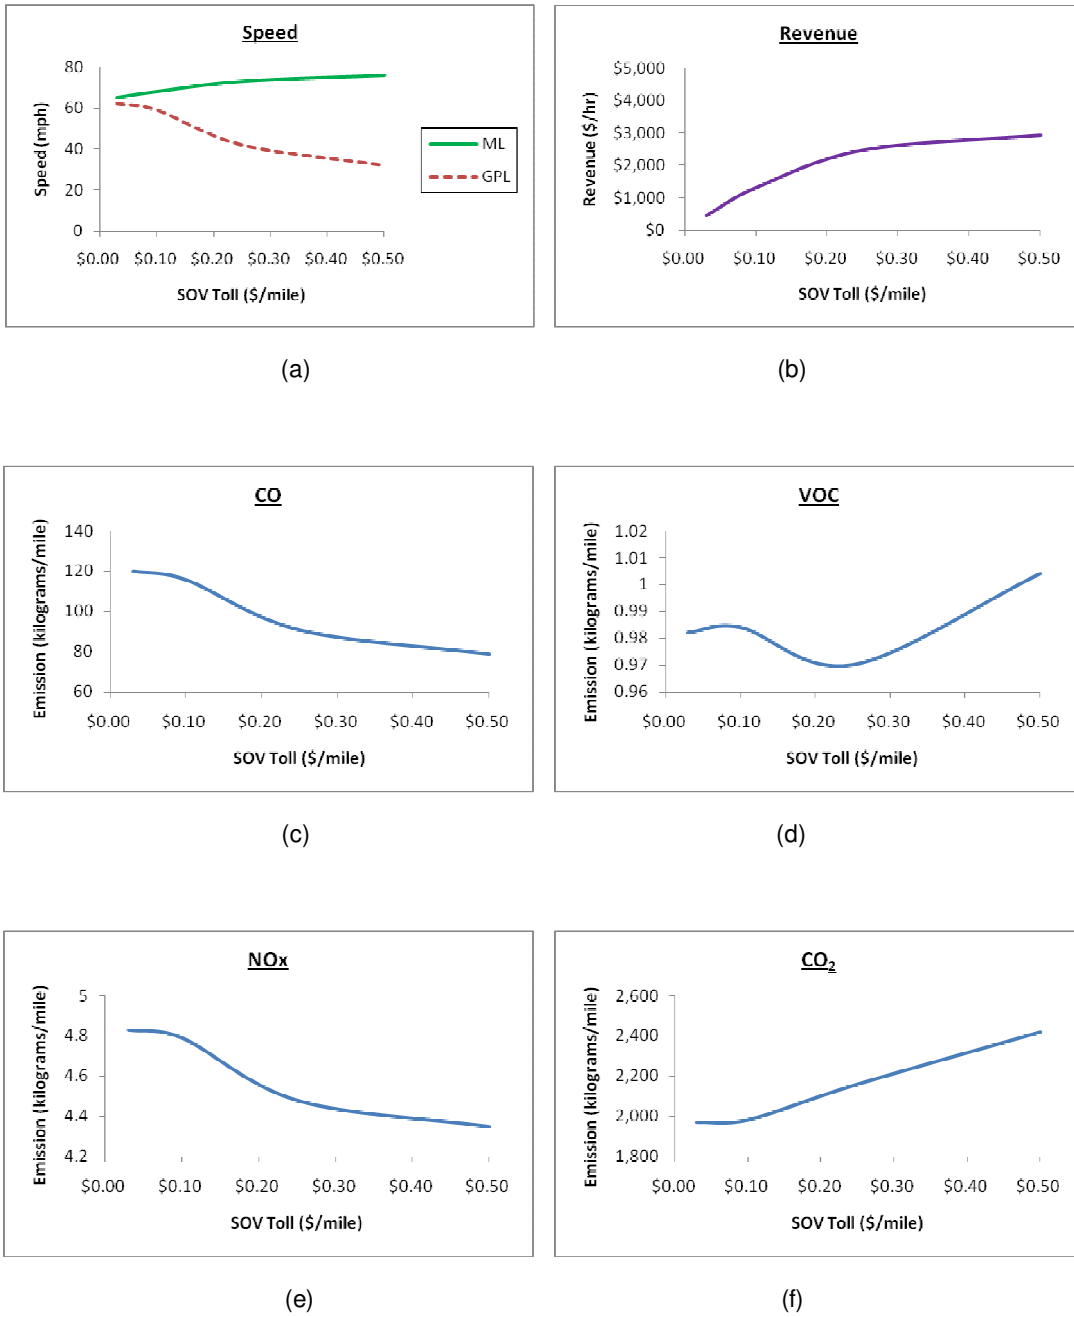 Speed
80
60
40
20
0
Speed (mph)
$0.00 $0.10 $0.20 $0.30 $0.40 $0.50
SOV Toll ($/mile)
ML
GPL
(a)
Revenue
$5,000
$4,000
$3,000
$2,000
$1,000
$0
Revenue ($/hr)
$0.00 $0.10 $0.20 $0.30 $0.40 $0.50
SOV Toll ($/mile)
(b)
CO
140
120
100
80
60
Emission (kilograms/mile)
$0.00 $0.10 $0.20 $0.30 $0.40 $0.50
SOV Toll ($/mile)
(c)
VOC
1.02
1.01
1
0.99
0.98
0.97
0.96
Emission (kilograms/mile)
$0.00 $0.10 $0.20 $0.30 $0.40 $0.50
SOV Toll ($/mile)
(d)
NOx
5
4.8
4.6
4.4
4.2
Emission (kilograms/mile)
$0.00 $0.10 $0.20 $0.30 $0.40 $0.50
SOV Toll ($/mile)
(e)
CO₂
2,600
2,400
2,200
2,000
1,800
Emission (kilograms/mile)
$0.00 $0.10 $0.20 $0.30 $0.40 $0.50
SOV Toll ($/mile)
(f)